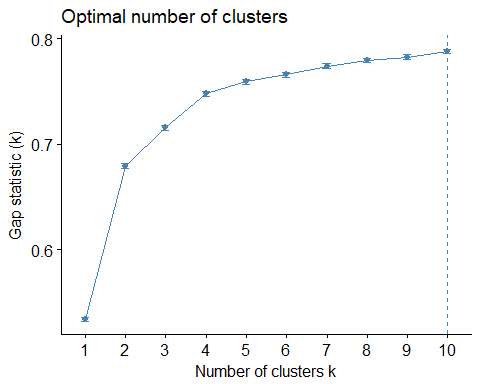 Optimal number of clusters
Gap statistic (k)
0.8
0.7
0.6
1 2 3 4 5 6 7 8 9 10
Number of clusters k